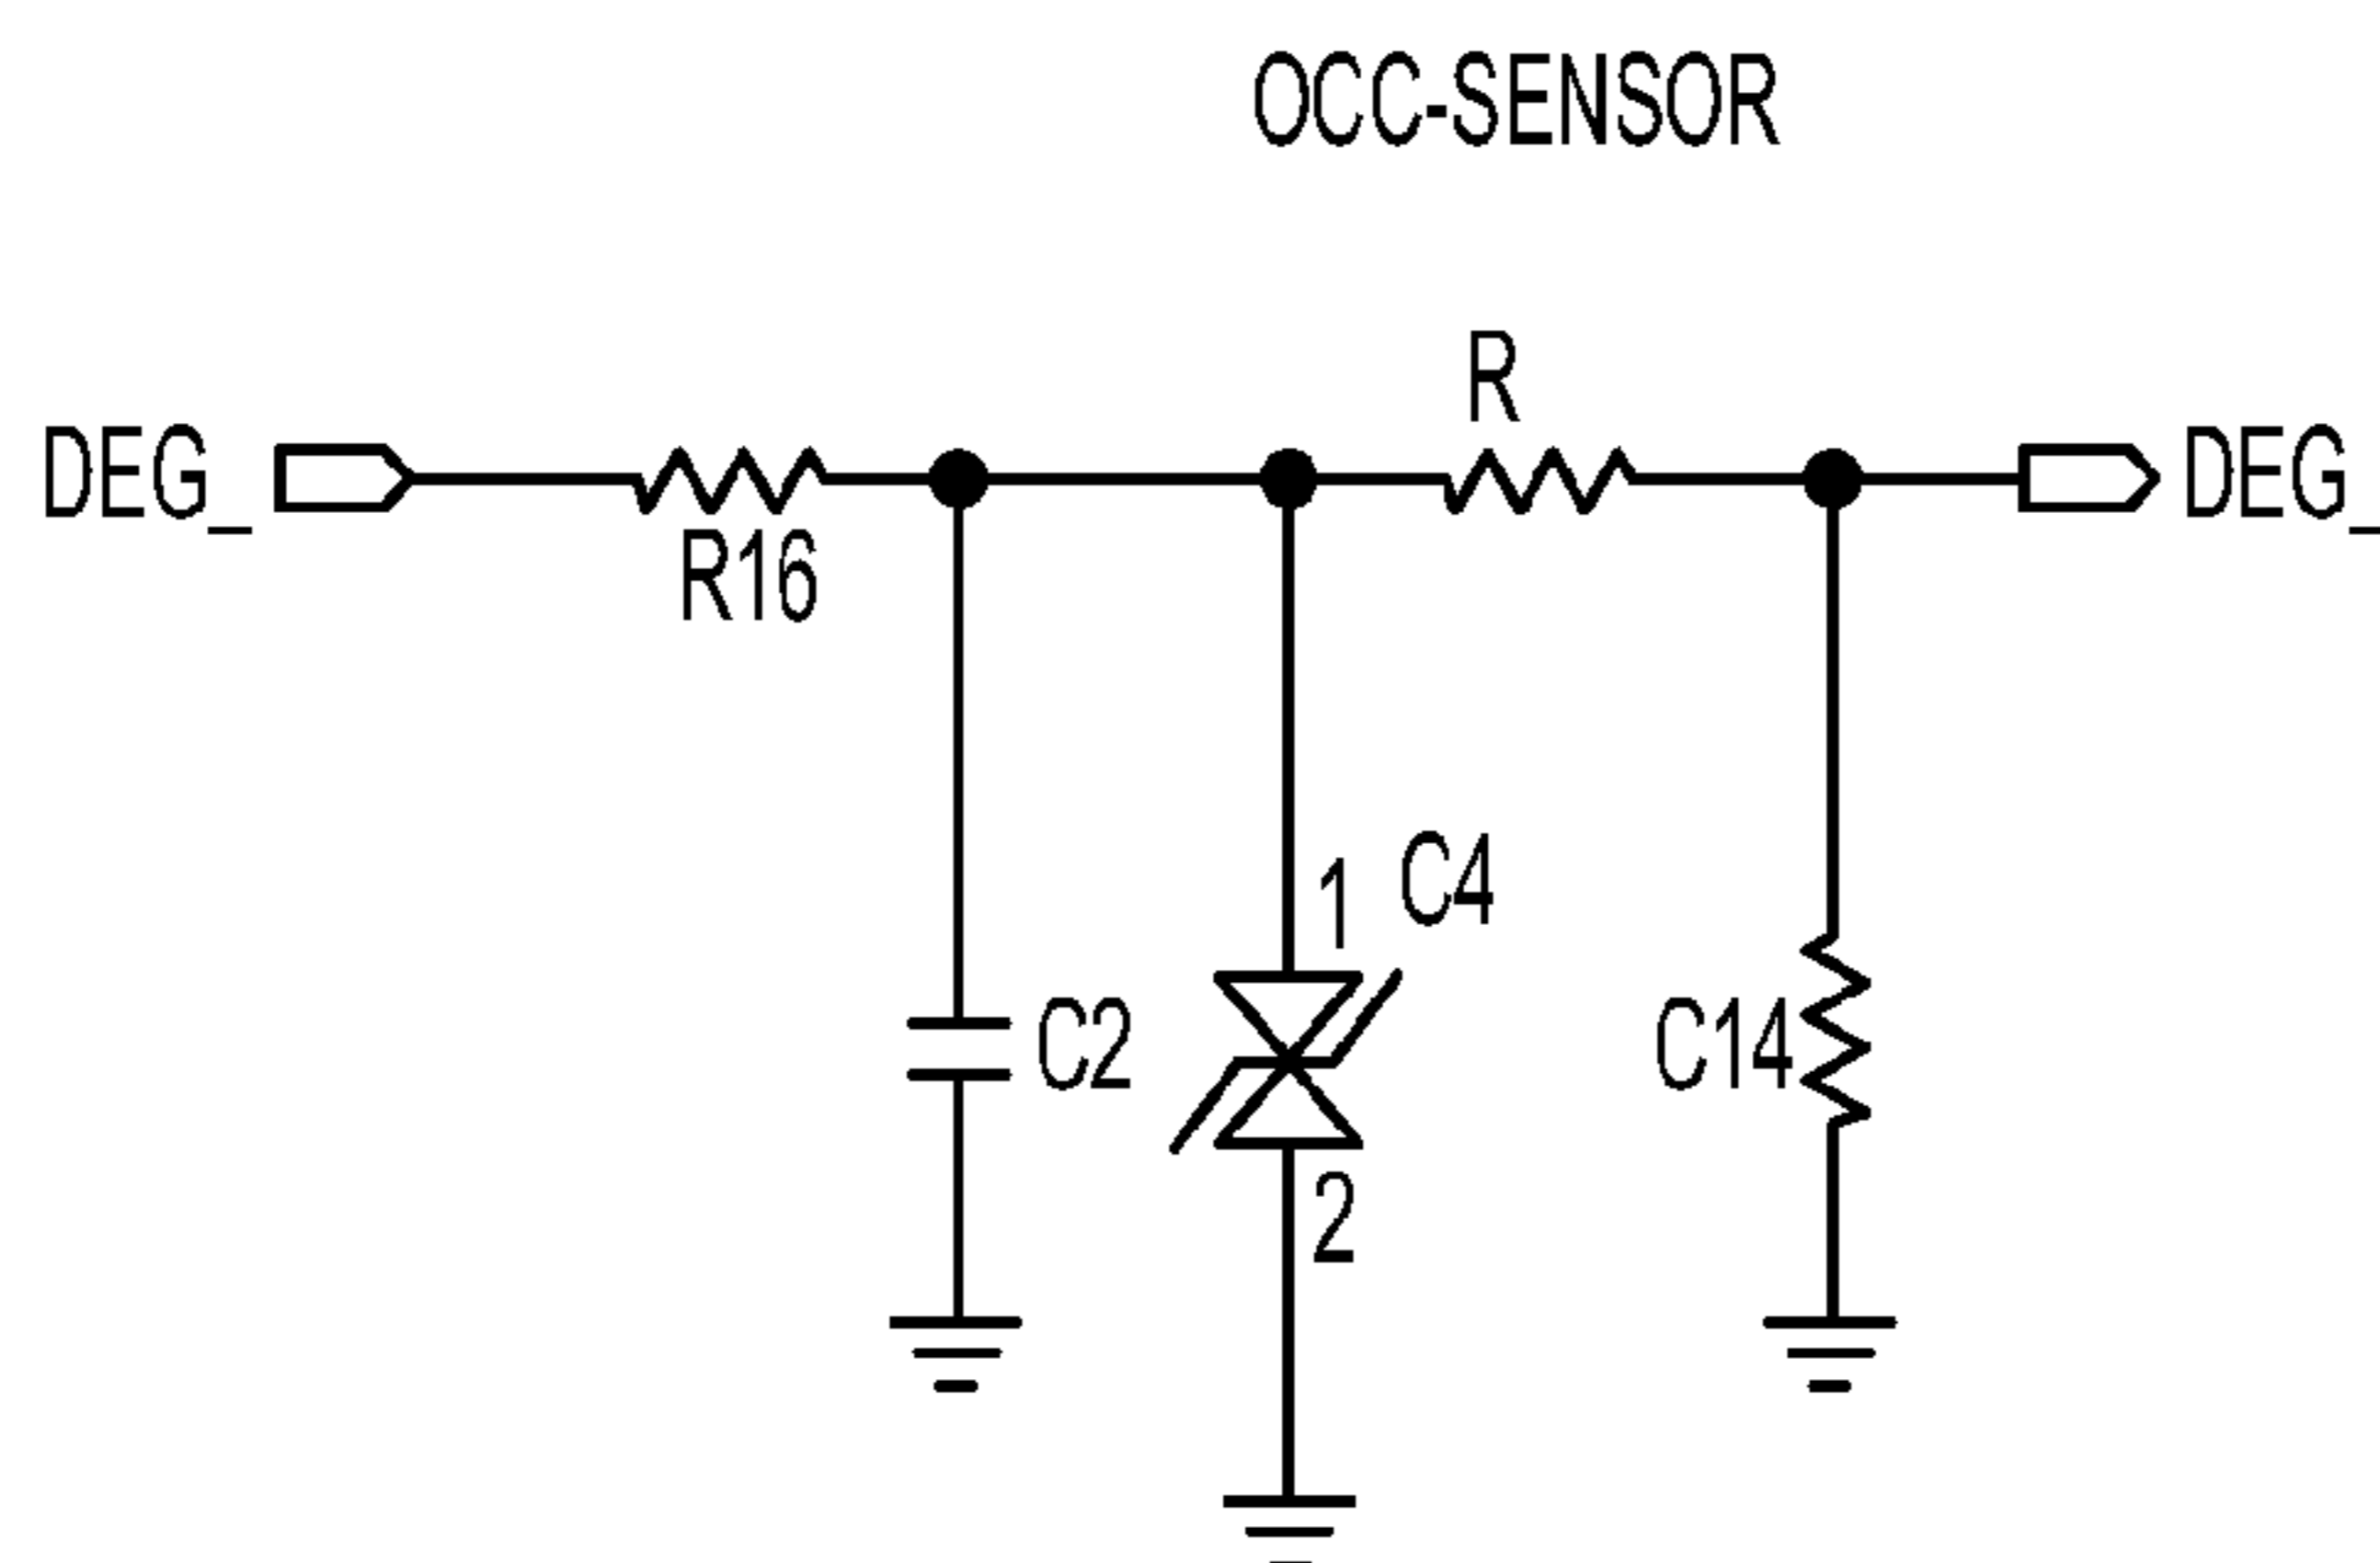 OCC-SENSOR
R
DEG_
DEG_
R16
1
C4
C2
C14
2